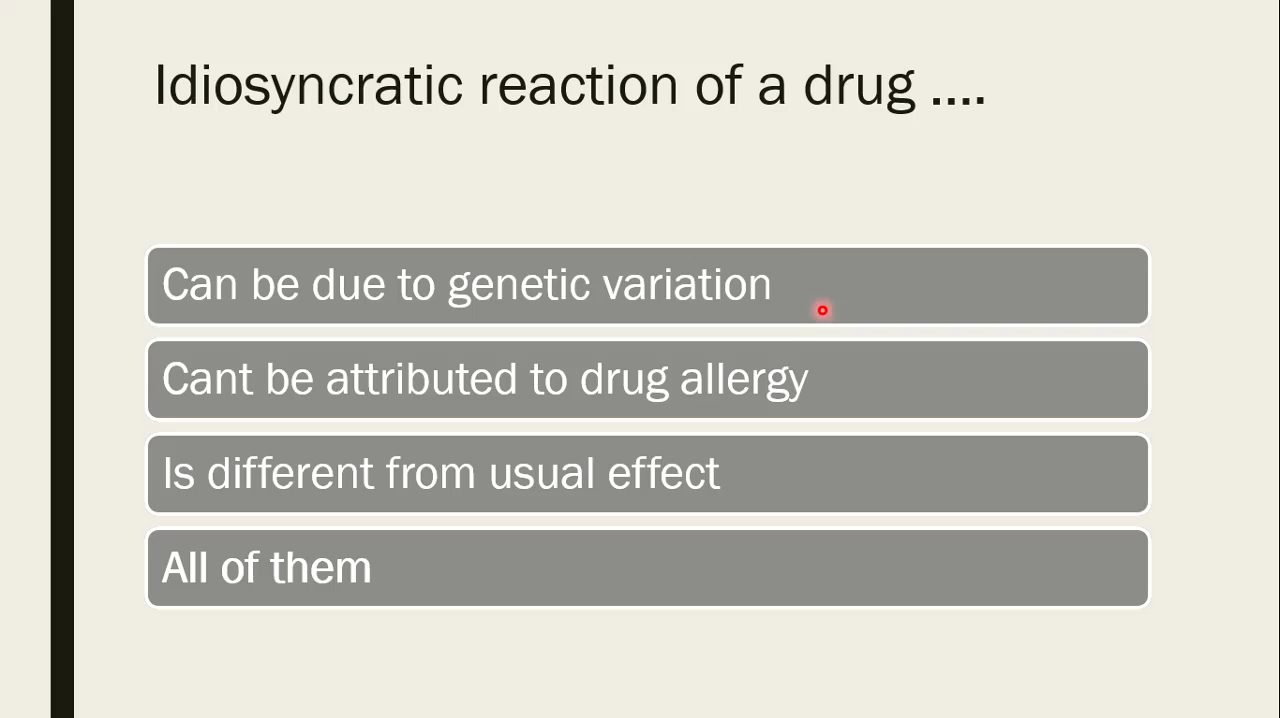 Idiosyncratic reaction of a drug ....
Can be due to genetic variation
Cant be attributed to drug allergy
Is different from usual effect
All of them